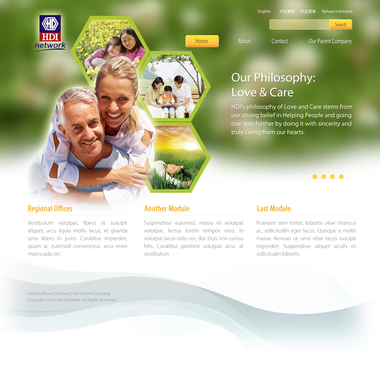 English 中文繁体 中文简体 Bahasa Indonesia
HDI
network
Search
Home About Contact Our Parent Company
Our Philosophy:
Love & Care
HDI's philosophy of Love and Care stems from
our strong belief in Helping People and going
one step further by doing it with sincerity and
truly caring from our hearts.
Regional Offices
Vestibulum volutpat, libero et suscipit
aliquet, arcu ligula mollis lacus, et gravida
urna libero in justo. Curabitur imperdiet,
quam ac euismod consectetur, arcu enim
malesuada orci
Another Module
Suspendisse euismod, massa et volutpat
volutpat, lectus lorem tempor eros, in
volutpat lacus odio nec dui. Duis non cursus
felis. Curabitur mattis porttitor vestibulum.
Vestibulum
Last Module
Praesent sem tortor, lobortis vitae rhoncus
ac, sollicitudin eget lacus. Quisque a mollis
massa. Aenean ut urna vitae lacus suscipit
imperdiet. Suspendisse aliquet iaculis ex
sollicitudin lobortis.
Home | About | Contact | Our Parent Company
Copyright HDI Network. All Rights Reserved